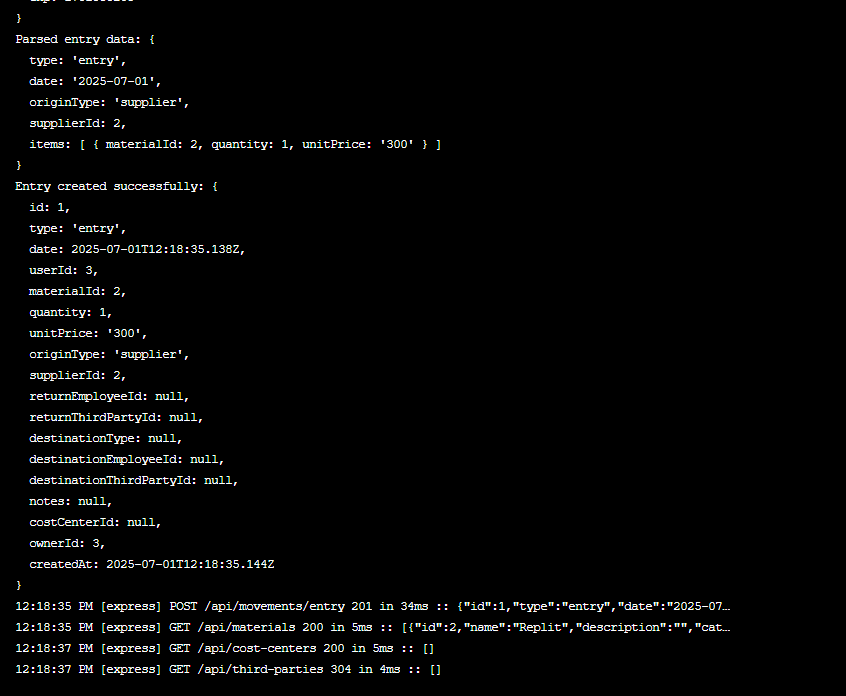 }
Parsed entry data: {
  type: 'entry',
  date: '2025-07-01',
  originType: 'supplier',
  supplierId: 2,
  items: [ { materialId: 2, quantity: 1, unitPrice: '300' } ]
}
Entry created successfully: {
  id: 1,
  type: 'entry',
  date: 2025-07-01T12:18:35.138Z,
  userId: 3,
  materialId: 2,
  quantity: 1,
  unitPrice: '300',
  originType: 'supplier',
  supplierId: 2,
  returnEmployeeId: null,
  returnThirdPartyId: null,
  destinationType: null,
  destinationEmployeeId: null,
  destinationThirdPartyId: null,
  notes: null,
  costCenterId: null,
  ownerId: 3,
  createdAt: 2025-07-01T12:18:35.144Z
}
12:18:35 PM [express] POST /api/movements/entry 201 in 34ms :: {"id":1,"type":"entry","date":"2025-07…
12:18:35 PM [express] GET /api/materials 200 in 5ms :: [{"id":2,"name":"Replit","description":"","cat…
12:18:37 PM [express] GET /api/cost-centers 200 in 5ms :: []
12:18:37 PM [express] GET /api/third-parties 304 in 4ms :: []